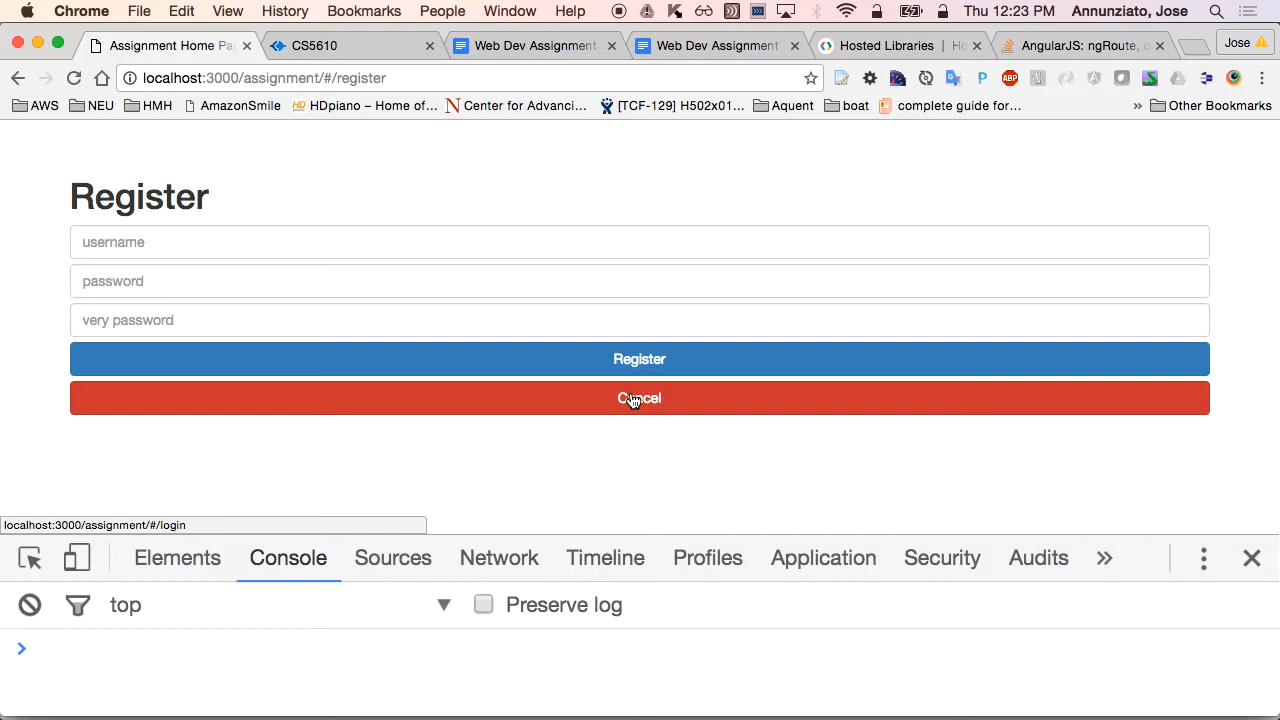 Chrome File Edit View History Bookmarks People Window Help Thu 12:23 PM Annunziato, Jose
Assignment Home Pa CS5610 Web Dev Assignment Web Dev Assignment Hosted Libraries | Ho AngularJS: ngRoute, Jose
localhost:3000/assignment/#/register
AWS NEU HMH AmazonSmile HDpiano – Home of... Center for Advanci... [TCF-129] H502x01... Aquent boat complete guide for... » Other Bookmarks
Register
username
password
very password
Register
Cancel
localhost:3000/assignment/#/login
Elements Console Sources Network Timeline Profiles Application Security Audits »
top Preserve log